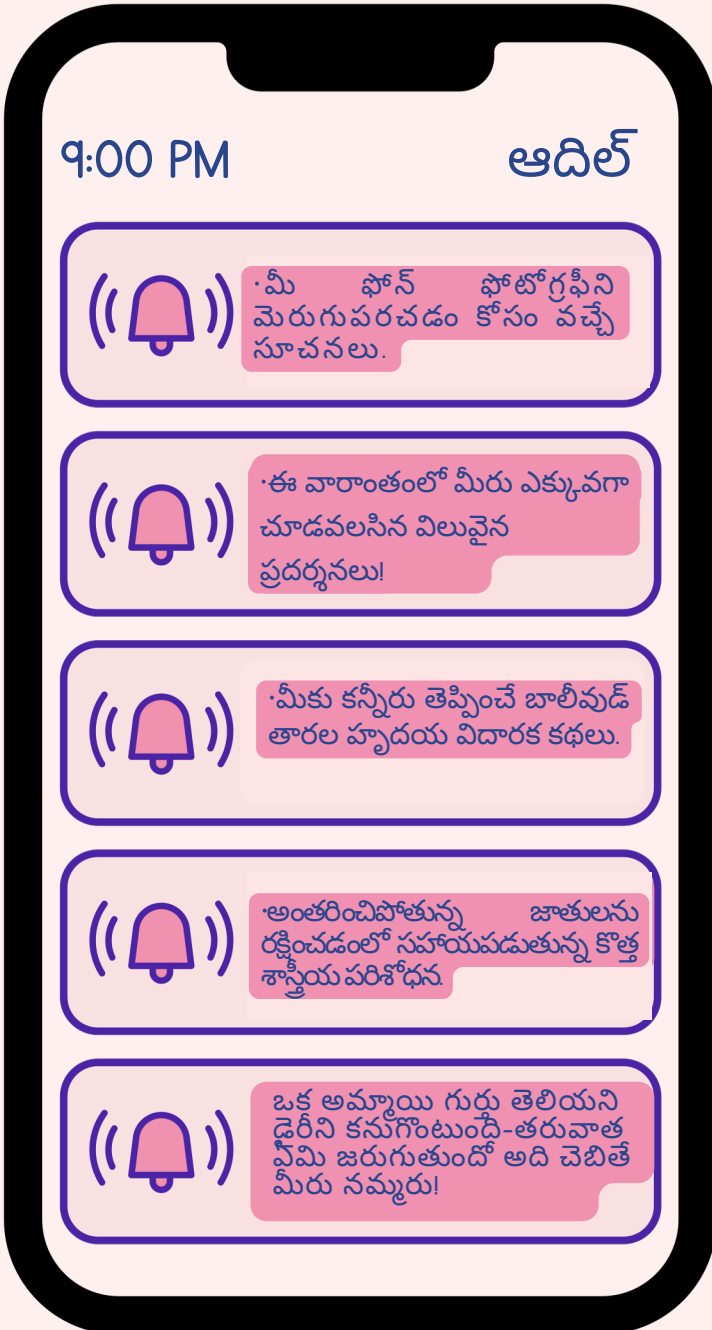 9:00 PM ఆదిల్
·మీ ఫోన్ ఫోటోగ్రఫీని
మెరుగుపరచడం కోసం వచ్చే
సూచనలు.
·ఈ వారాంతంలో మీరు ఎక్కువగా
చూడవలసిన విలువైన
ప్రదర్శనలు!
·మీకు కన్నీరు తెప్పించే బాలీవుడ్
తారల హృదయ విదారక కథలు.
·అంతరించిపోతున్న జాతులను
రక్షించడంలో సహాయపడుతున్న కొత్త
శాస్త్రీయ పరిశోధన.
ఒక అమ్మాయి గుర్తు తెలియని
డైరీని కనుగొంటుంది-తరువాత
ఏమి జరుగుతుందో అది చెబితే
మీరు నమ్మరు!